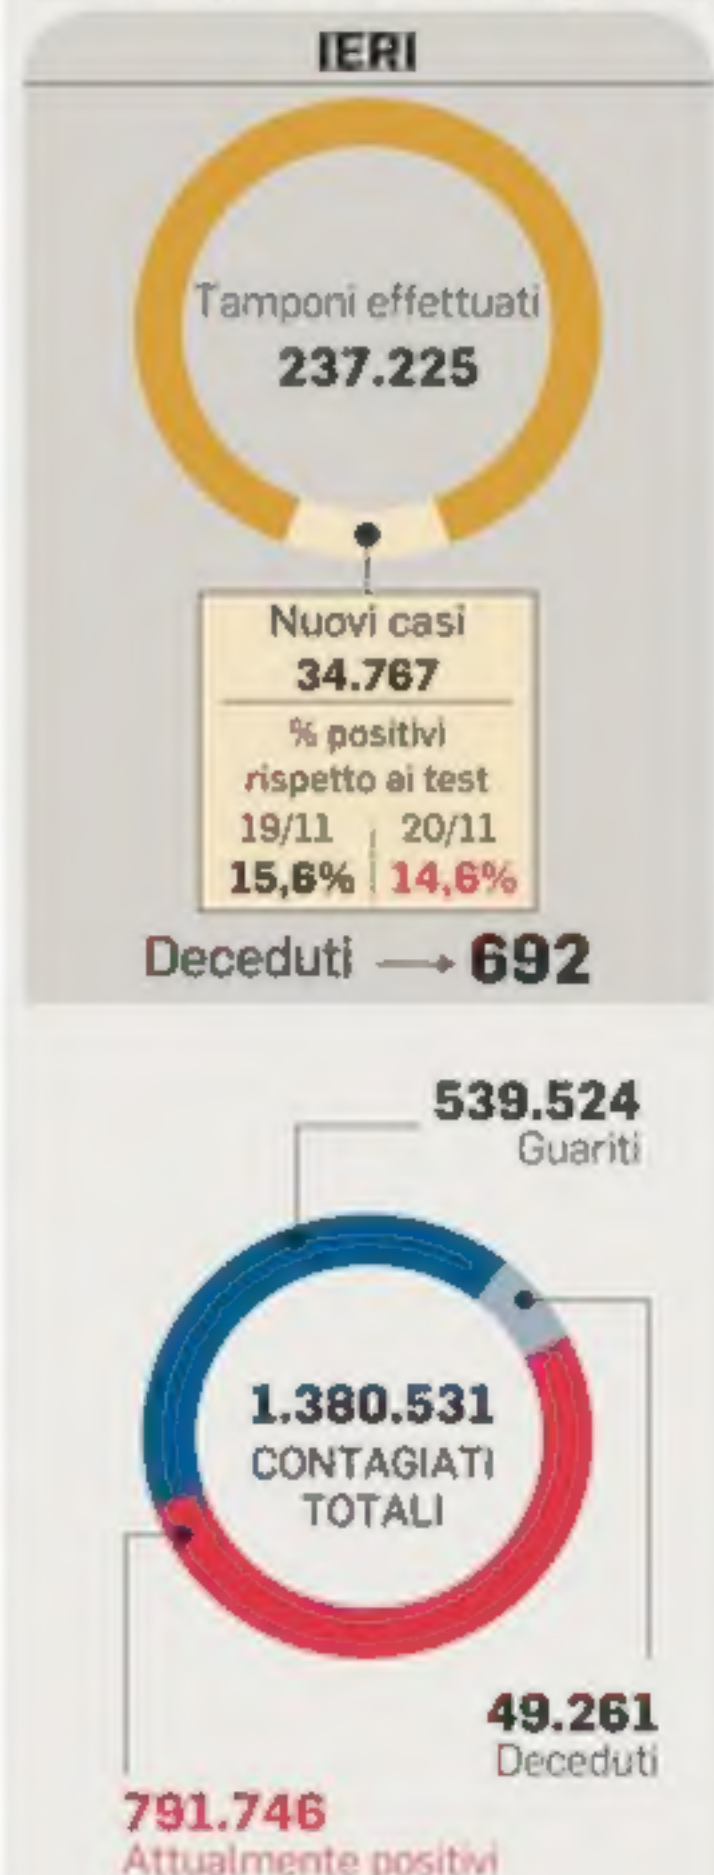 IERI
Tamponi effettuati
237.225
Nuovi casi
34.767
% positivi
rispetto ai test
19/11 20/11
15,6% 14,6%
Deceduti 692
539.524
Guariti
1.380.531
CONTAGIATI
TOTALI
49.261
Deceduti
791.746
Attualmente positivi